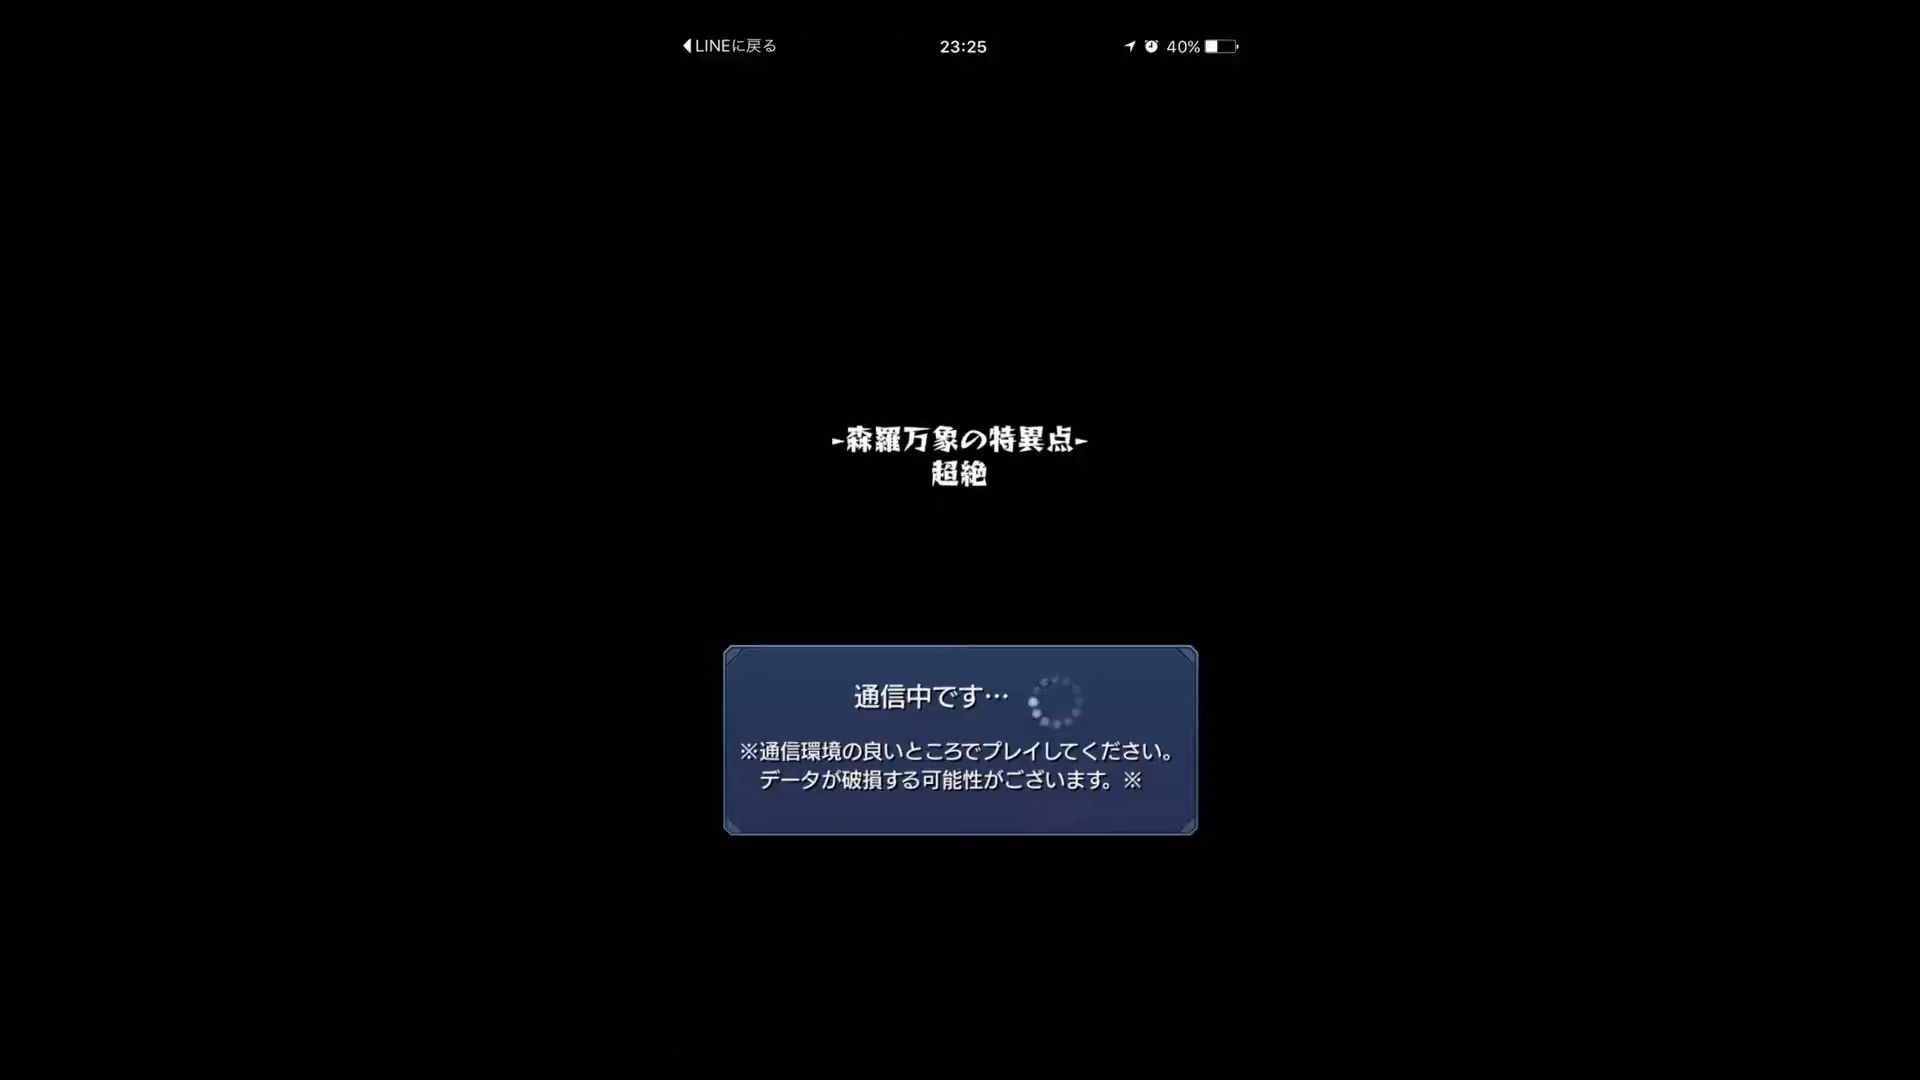 ◀LINEに戻る
23:25
40%
-森羅万象の特異点-
超絶
通信中です…
※通信環境の良いところでプレイしてください。
データが破損する可能性がございます。※